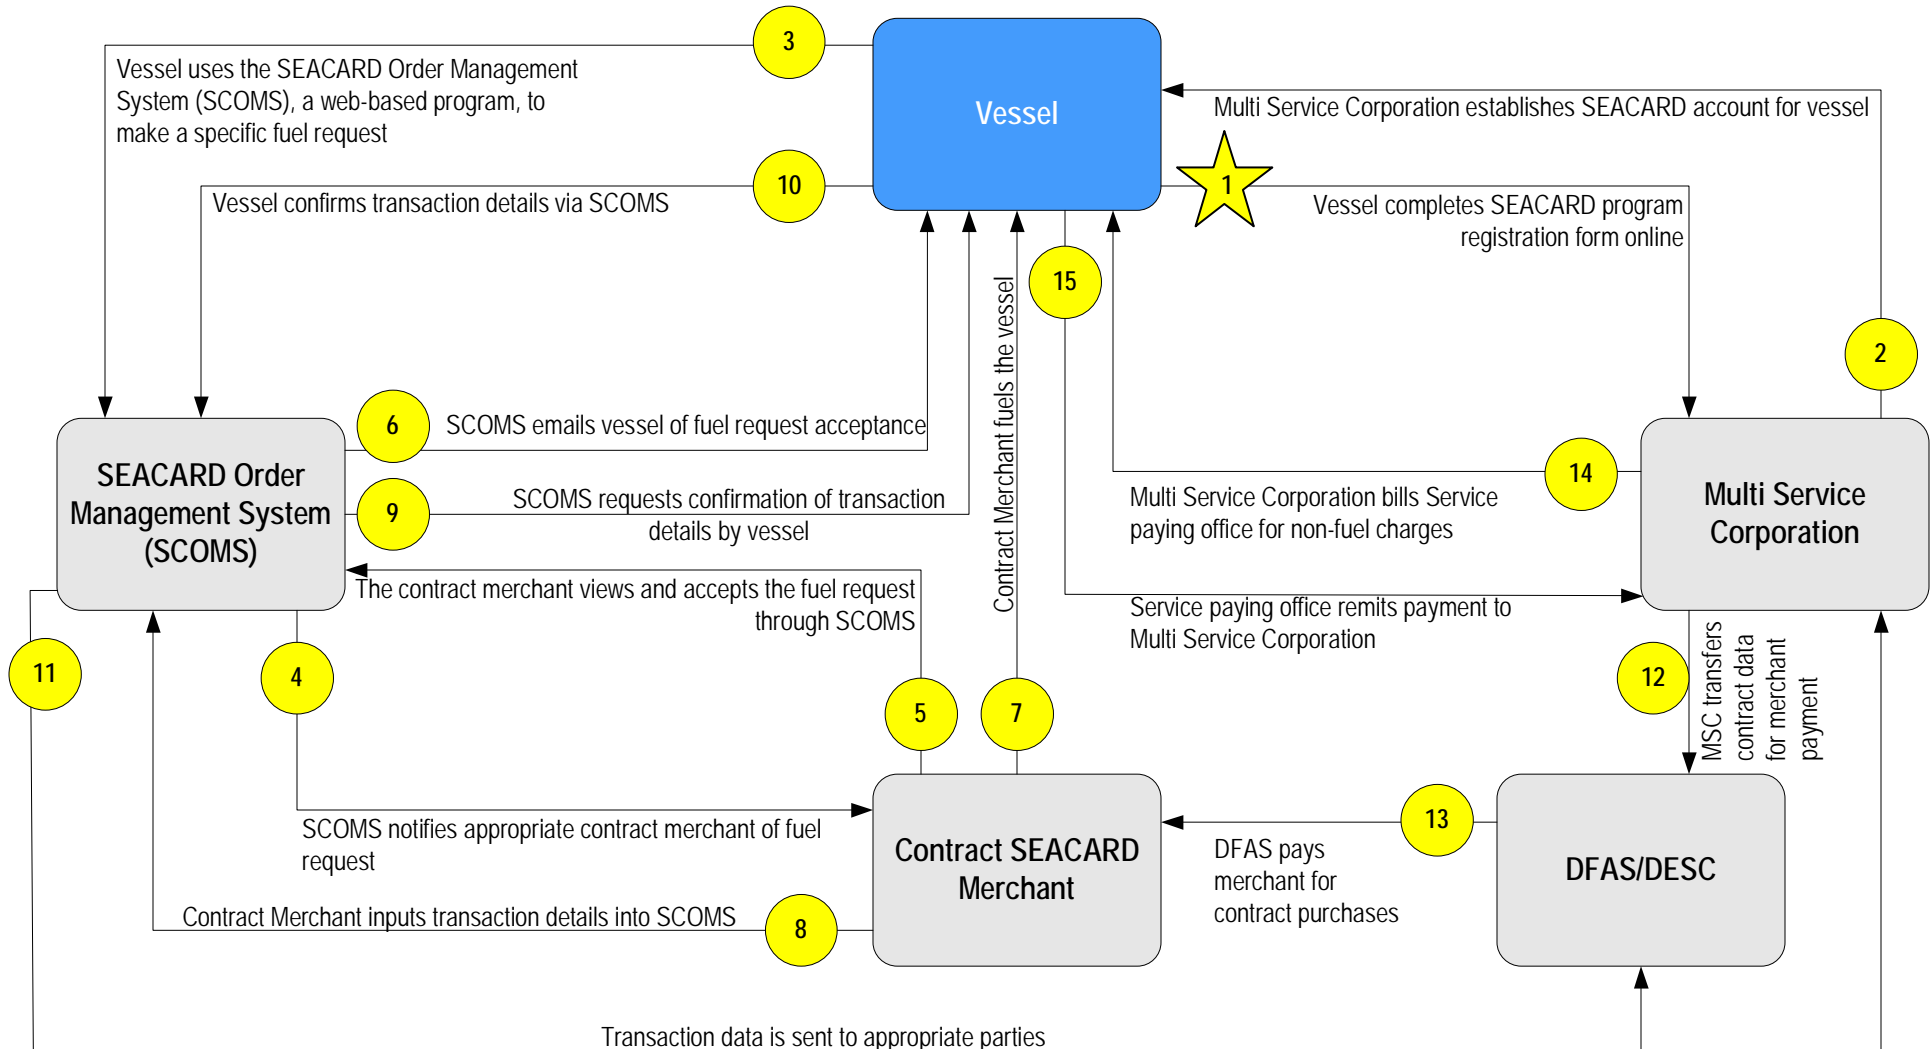 3
Vessel uses the SEACARD Order Management
System (SCOMS), a web-based program, to
make a specific fuel request
Vessel
Multi Service Corporation establishes SEACARD account for vessel
10
Vessel confirms transaction details via SCOMS
1
Vessel completes SEACARD program
registration form online
15
Contract Merchant fuels the vessel
2
6
SCOMS emails vessel of fuel request acceptance
SEACARD Order
Management System
(SCOMS)
9
SCOMS requests confirmation of transaction
details by vessel
14
Multi Service Corporation bills Service
paying office for non-fuel charges
Multi Service
Corporation
The contract merchant views and accepts the fuel request
through SCOMS
Service paying office remits payment to
Multi Service Corporation
11
4
5
7
12
MSC transfers
contract data
for merchant
payment
SCOMS notifies appropriate contract merchant of fuel
request
Contract SEACARD
Merchant
13
DFAS pays
merchant for
contract purchases
DFAS/DESC
Contract Merchant inputs transaction details into SCOMS
8
Transaction data is sent to appropriate parties